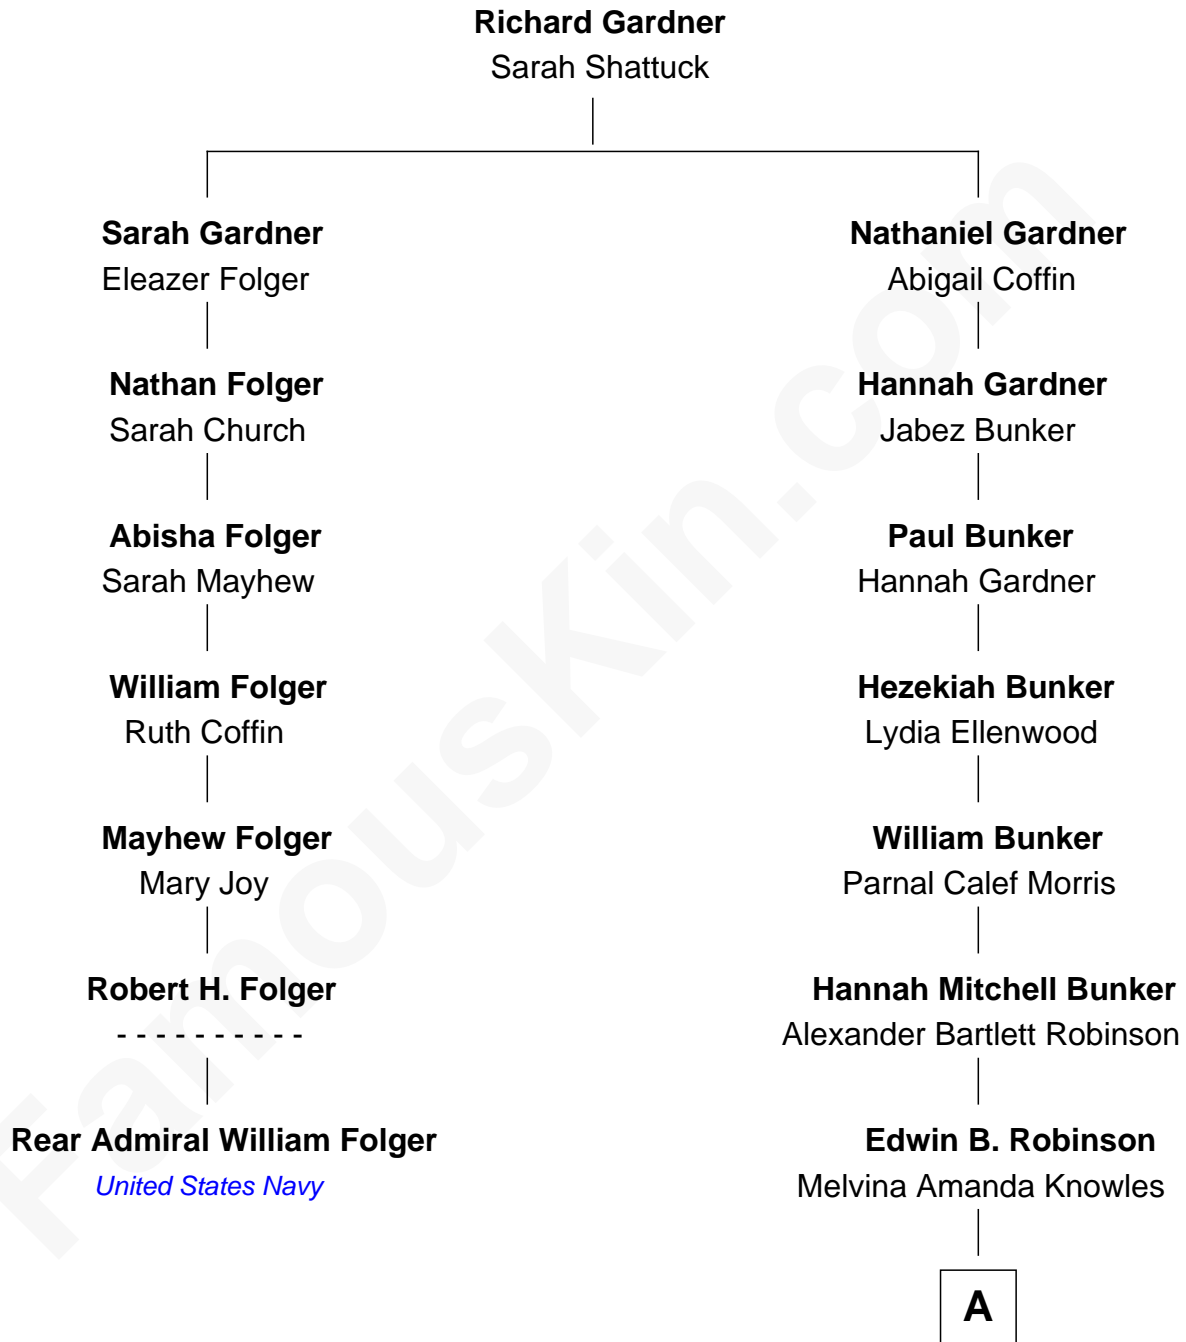 Richard Gardner
Sarah Shattuck
Sarah Gardner
Eleazer Folger
Nathan Folger
Sarah Church
Abisha Folger
Sarah Mayhew
William Folger
Ruth Coffin
Mayhew Folger
Mary Joy
Robert H. Folger
- - - - - - - - - -
Rear Admiral William Folger
United States Navy
Nathaniel Gardner
Abigail Coffin
Hannah Gardner
Jabez Bunker
Paul Bunker
Hannah Gardner
Hezekiah Bunker
Lydia Ellenwood
William Bunker
Parnal Calef Morris
Hannah Mitchell Bunker
Alexander Bartlett Robinson
Edwin B. Robinson
Melvina Amanda Knowles
A
FamousKin.com